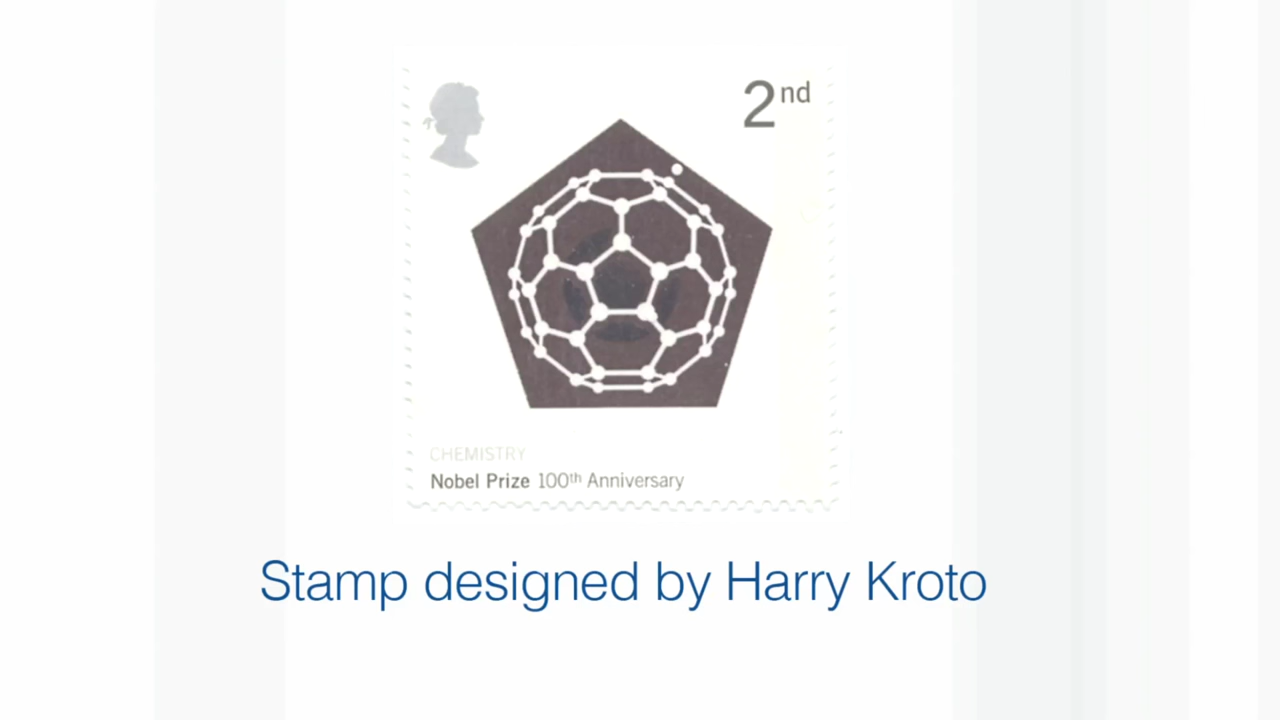 2nd
CHEMISTRY
Nobel Prize 100th Anniversary
Stamp designed by Harry Kroto